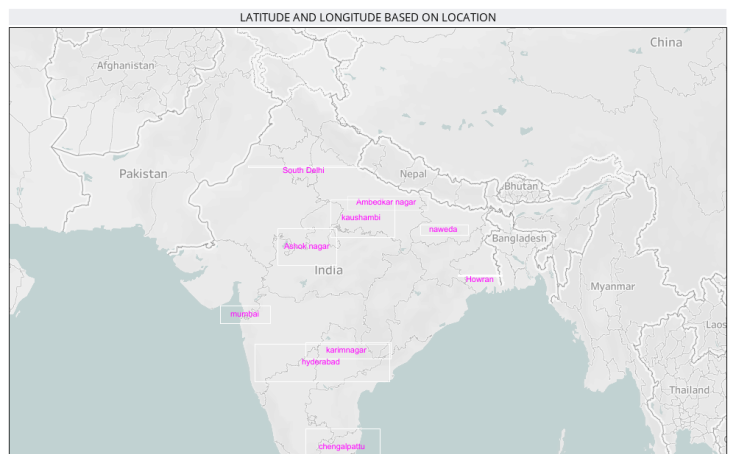 LATITUDE AND LONGITUDE BASED ON LOCATION
China
Afghanistan
Pakistan
South Delhi
Nepal
Bhutan
Ambedkar nagar
kaushambi
naweda
Bangladesh
Ashok nagar
India
Howran
Myanmar
mumbai
Laos
karimnagar
hyderabad
Thailand
chengalpattu